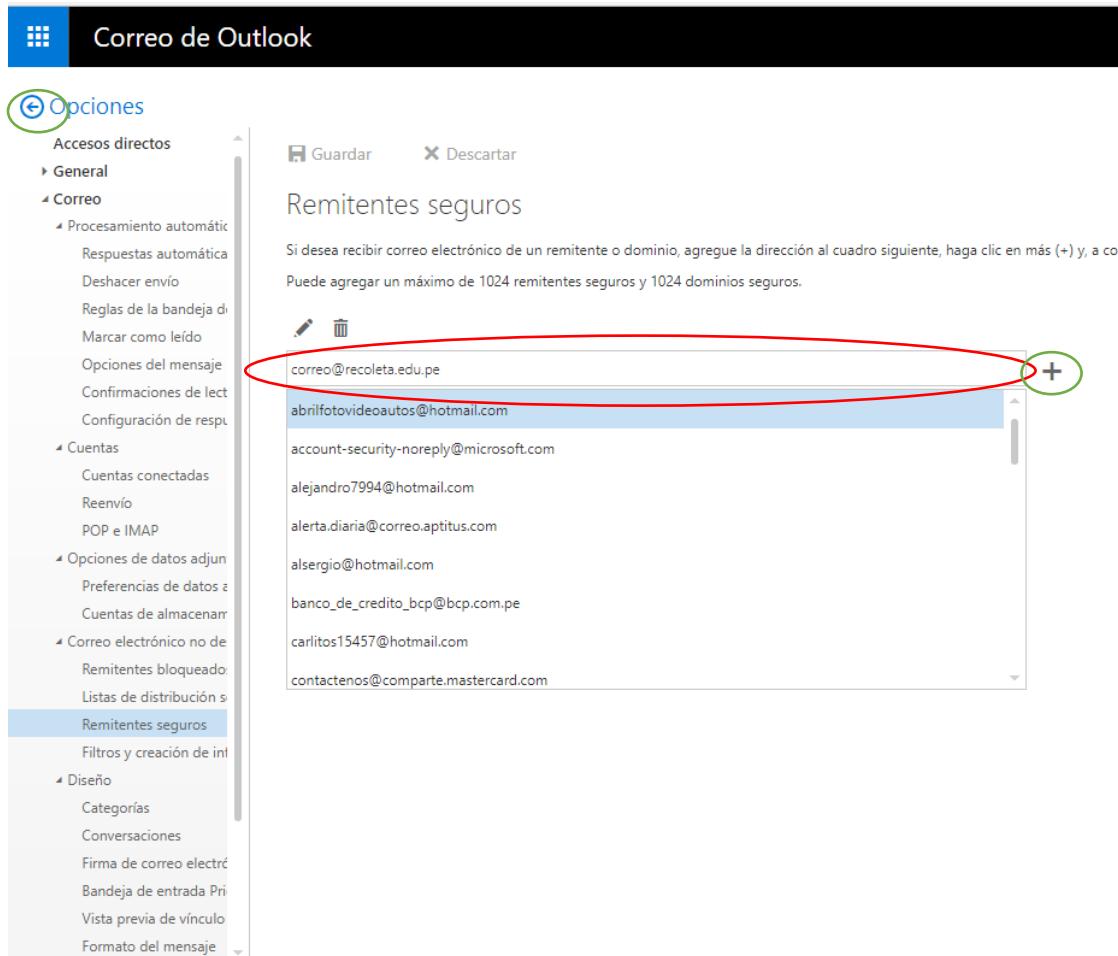 Correo de Outlook
Opciones
Accesos directos
General
Correo
Procesamiento automátic
Respuestas automática
Deshacer envío
Reglas de la bandeja de
Marcar como leído
Opciones del mensaje
Confirmaciones de lect
Configuración de respu
Cuentas
Cuentas conectadas
Reenvío
POP e IMAP
Opciones de datos adjun
Preferencias de datos a
Cuentas de almacenam
Correo electrónico no de
Remitentes bloqueados
Listas de distribución s
Remitentes seguros
Filtros y creación de inf
Diseño
Categorías
Conversaciones
Firma de correo electró
Bandeja de entrada Pri
Vista previa de vínculo
Formato del mensaje
Guardar
Descartar
Remitentes seguros
Si desea recibir correo electrónico de un remitente o dominio, agregue la dirección al cuadro siguiente, haga clic en más (+) y, a co
Puede agregar un máximo de 1024 remitentes seguros y 1024 dominios seguros.
correo@recoleta.edu.pe
abrilfotovideoautos@hotmail.com
account-security-noreply@microsoft.com
alejandro7994@hotmail.com
alerta.diaria@correo.aptitus.com
alsergio@hotmail.com
banco_de_credito_bcp@bcp.com.pe
carlitos15457@hotmail.com
contactenos@comparte.mastercard.com